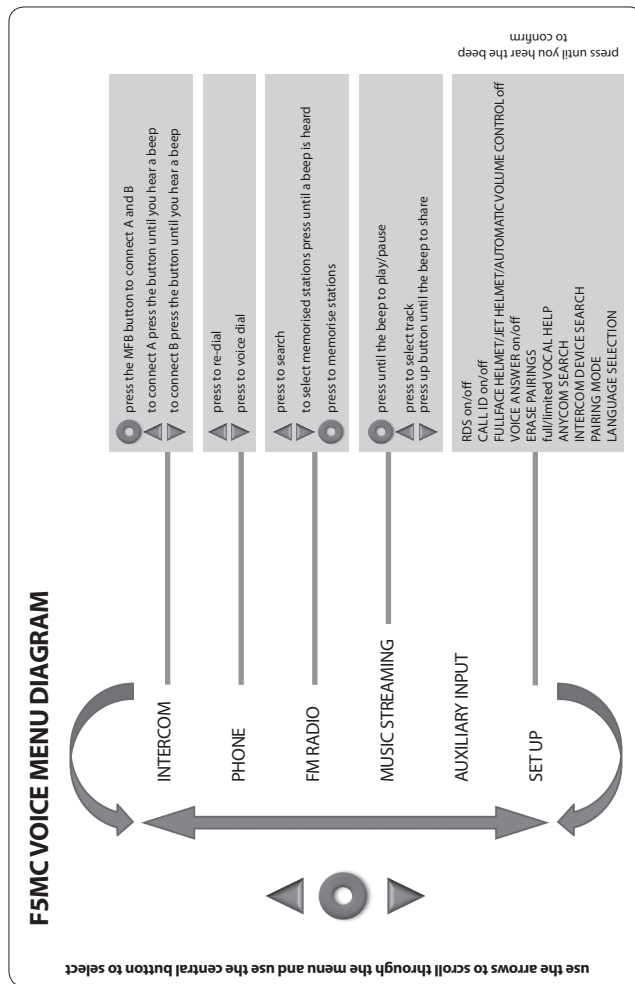 F5MC VOICE MENU DIAGRAM
use the arrows to scroll through the menu and use the central button to select
INTERCOM
press the MFB button to connect A and B
to connect A press the button until you hear a beep
to connect B press the button until you hear a beep
PHONE
press to re-dial
press to voice dial
FM RADIO
press to search
to select memorised stations press until a beep is heard
press to memorise stations
MUSIC STREAMING
press until the beep to play/pause
press to select track
press up button until the beep to share
AUXILIARY INPUT
SET UP
RDS on/off
CALL ID on/off
FULLFACE HELMET/JET HELMET/AUTOMATIC VOLUME CONTROL off
VOICE ANSWER on/off
ERASE PAIRINGS
full/limited VOCAL HELP
ANYCOM SEARCH
INTERCOM DEVICE SEARCH
PAIRING MODE
LANGUAGE SELECTION
press until you hear the beep
to confirm